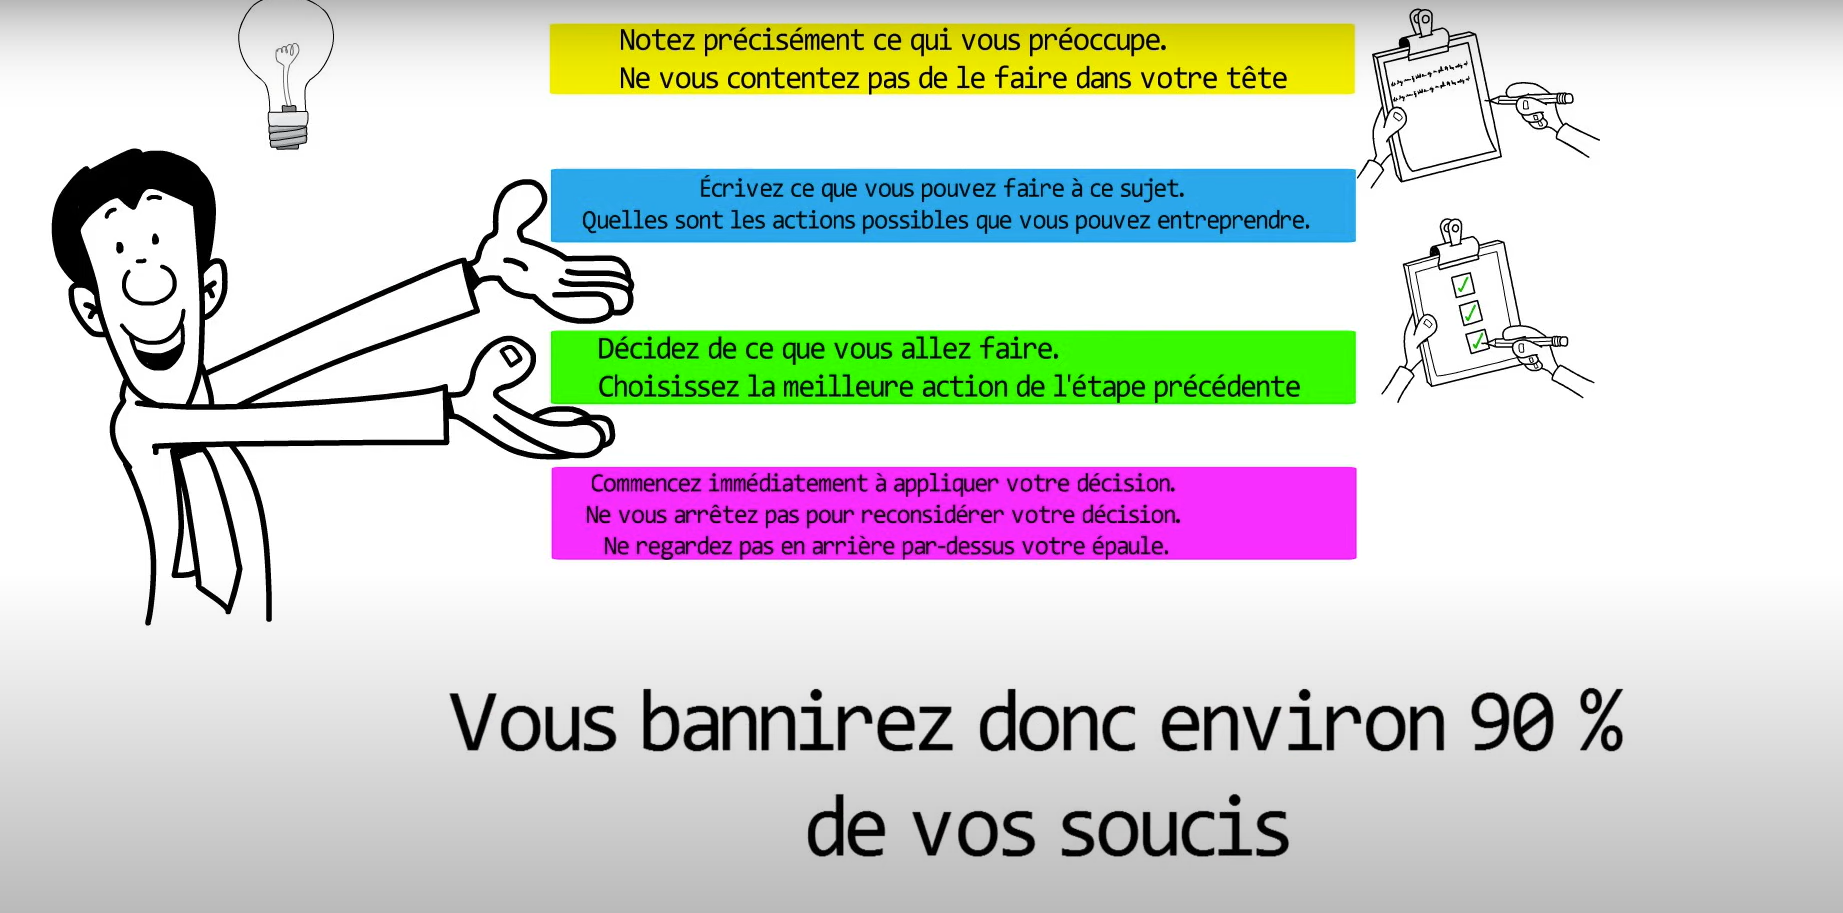 Notez précisément ce qui vous préoccupe.
Ne vous contentez pas de le faire dans votre tête
Écrivez ce que vous pouvez faire à ce sujet.
Quelles sont les actions possibles que vous pouvez entreprendre.
Décidez de ce que vous allez faire.
Choisissez la meilleure action de l'étape précédente
Commencez immédiatement à appliquer votre décision.
Ne vous arrêtez pas pour reconsidérer votre décision.
Ne regardez pas en arrière par-dessus votre épaule.
Vous bannirez donc environ 90 %
de vos soucis